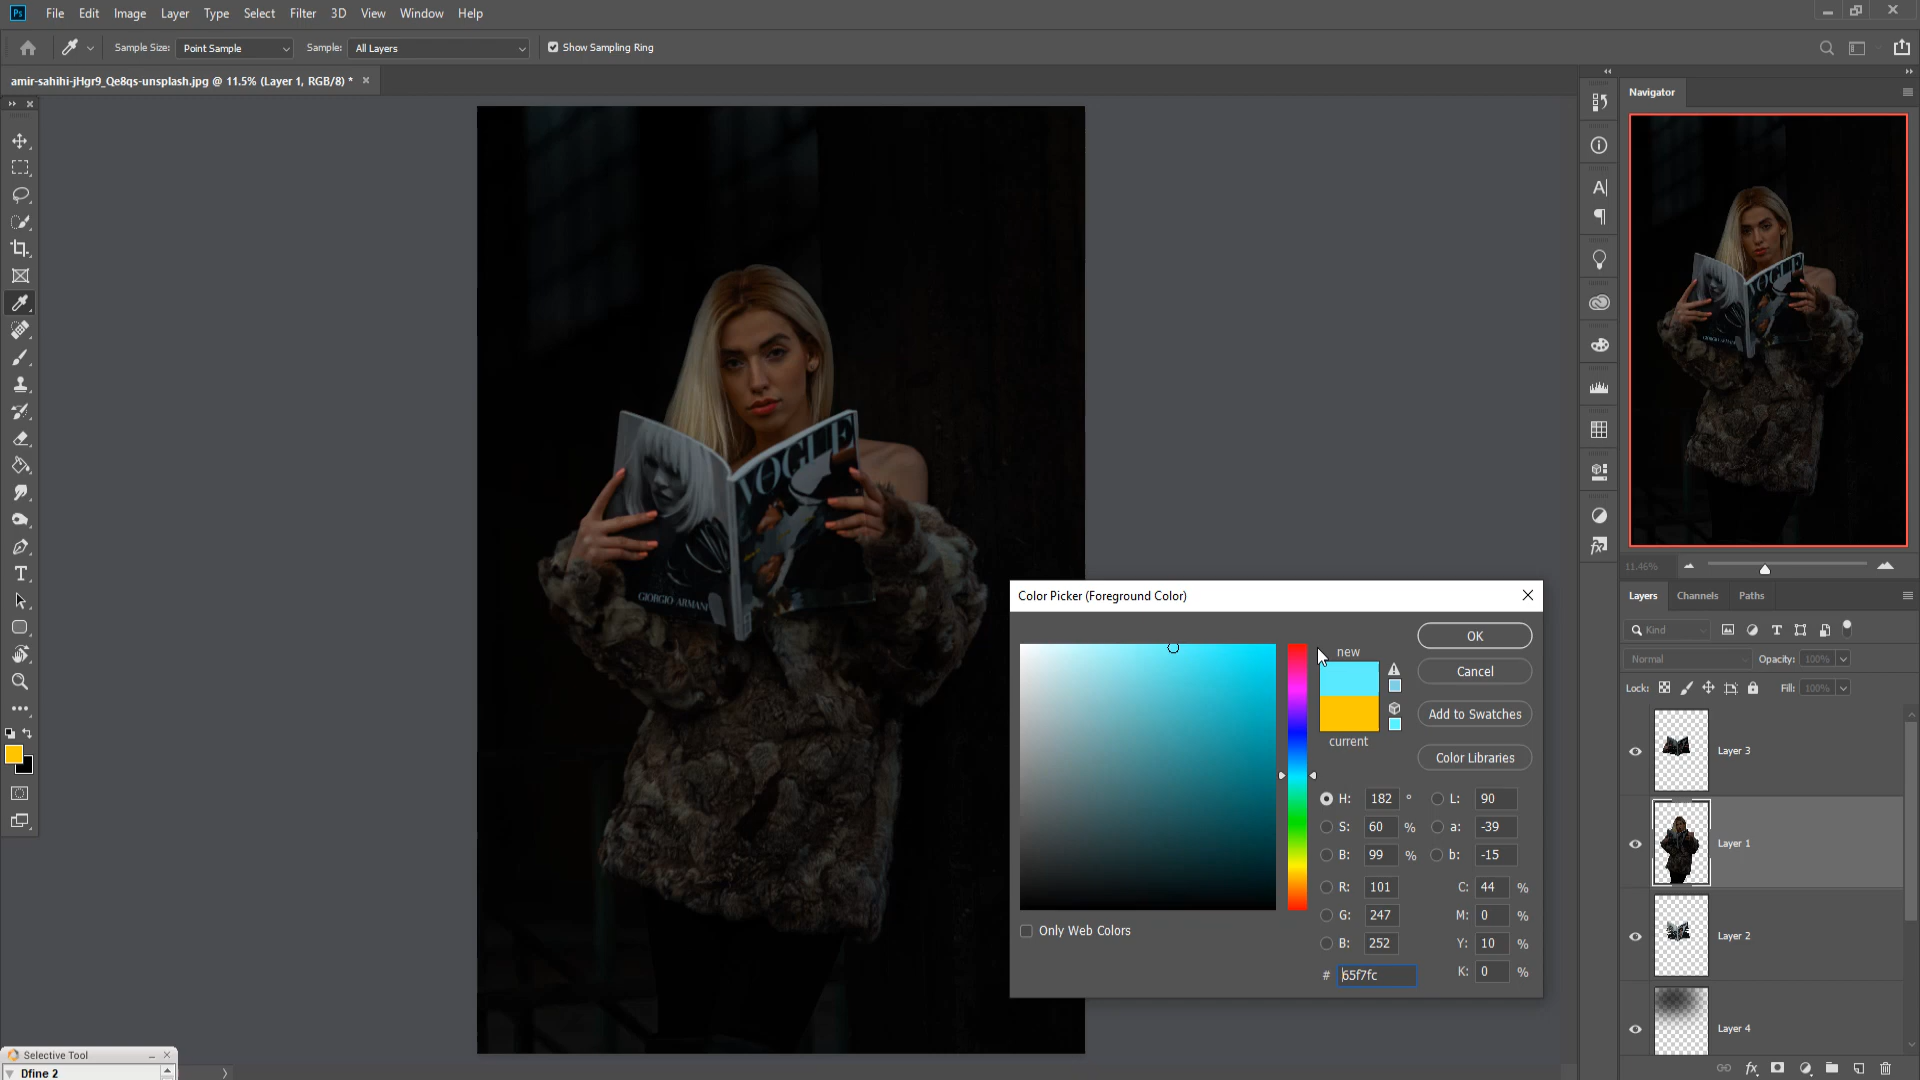 Ps File Edit Image Layer Type Select Filter 3D View Window Help
Sample Size: Point Sample Sample: All Layers Show Sampling Ring
amir-sahihi-jHgr9_Qe8qs-unsplash.jpg @ 11.5% (Layer 1, RGB/8) *
Navigator
VOGUE
GIORGIO ARMANI
11.46%
Layers Channels Paths
Kind
Normal Opacity: 100%
Lock: Fill: 100%
Layer 3
Layer 1
Layer 2
Layer 4
Color Picker (Foreground Color)
new
current
OK
Cancel
Add to Swatches
Color Libraries
H: 182 ° L: 90
S: 60 % a: -39
B: 99 % b: -15
R: 101 C: 44 %
G: 247 M: 0 %
B: 252 Y: 10 %
# 65f7fc K: 0 %
Only Web Colors
Selective Tool
Dfine 2